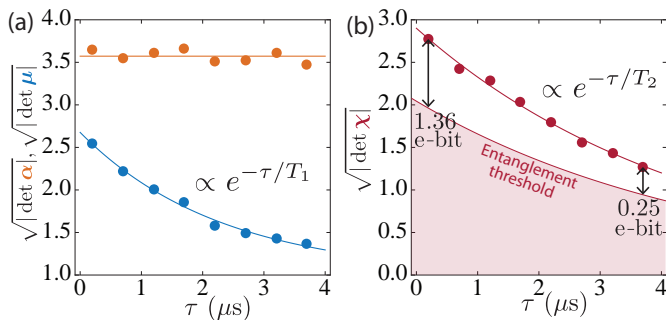 (a)
4.0
3.5
3.0
2.5
2.0
1.5
1.0
√|det α|, √|det μ|
∝ e^{-τ/T₁}
0 1 2 3 4
τ (μs)
(b)
3.0
2.5
2.0
1.5
1.0
0.5
0.0
√|det χ|
∝ e^{-τ/T₂}
1.36
e-bit
Entanglement
threshold
0.25
e-bit
0 1 2 3 4
τ (μs)